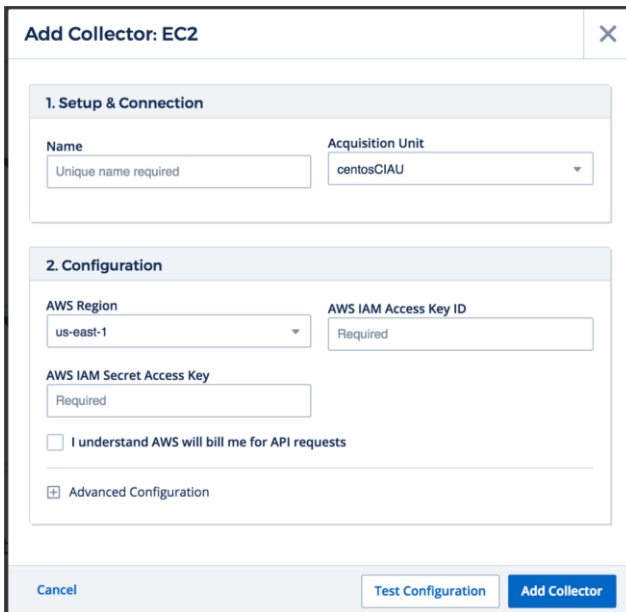 Add Collector: EC2
1. Setup & Connection
Name
Acquisition Unit
Unique name required
centosCIAU
2. Configuration
AWS Region
AWS IAM Access Key ID
us-east-1
Required
AWS IAM Secret Access Key
Required
I understand AWS will bill me for API requests
Advanced Configuration
Cancel
Test Configuration
Add Collector